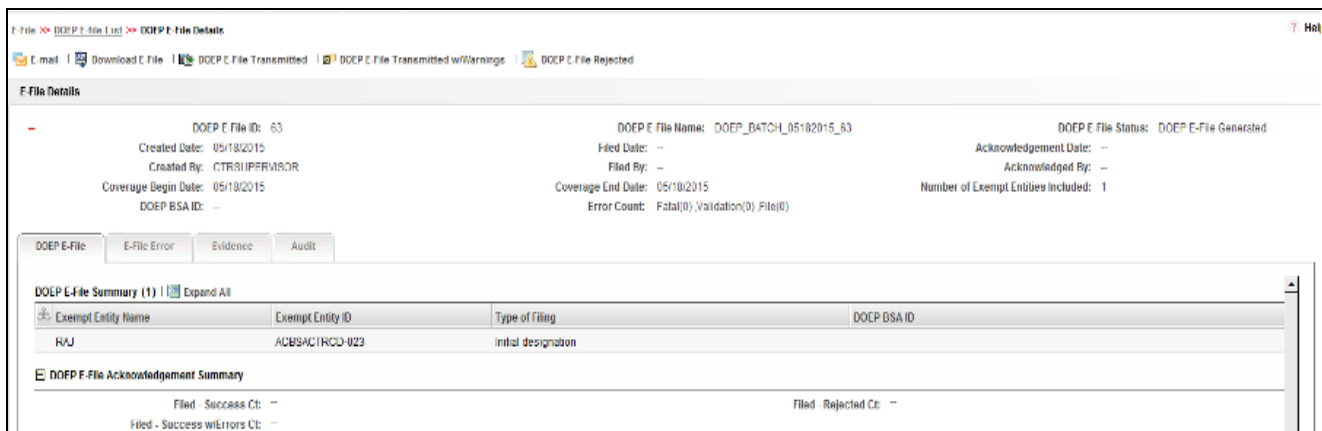 E-File >> DOEP E-file List >> DOEP E-File Details ? Hel
E-mail | Download E-File | DOEP E-File Transmitted | DOEP E-File Transmitted w/Warnings | DOEP E-File Rejected
E-File Details
DOEP E-File ID: 63 DOEP E-File Name: DOEP_BATCH_05182015_63 DOEP E-File Status: DOEP E-File Generated
Created Date: 05/18/2015 Filed Date: -- Acknowledgement Date: --
Created By: CTRSUPERVISOR Filed By: -- Acknowledged By: --
Coverage Begin Date: 05/18/2015 Coverage End Date: 05/18/2015 Number of Exempt Entities Included: 1
DOEP BSA ID: -- Error Count: Fatal(0) ,Validation(0) ,File(0)
DOEP E-File E-File Error Evidence Audit
DOEP E-File Summary (1) | Expand All
Exempt Entity Name Exempt Entity ID Type of Filing DOEP BSA ID
RAJ ACBSACTRCD-023 Initial designation
DOEP E-File Acknowledgement Summary
Filed - Success Ct: -- Filed - Rejected Ct: --
Filed - Success w/Errors Ct: --